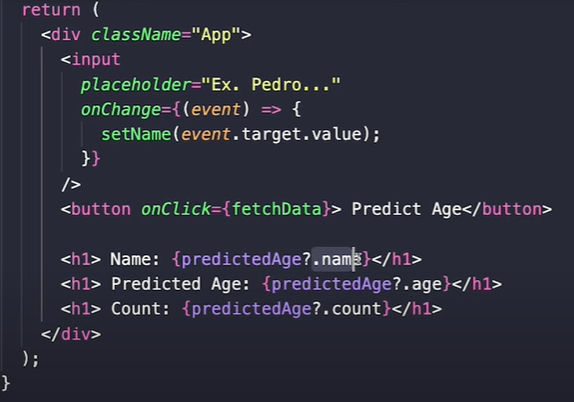 return (
<div className="App">
<input
placeholder="Ex. Pedro..."
onChange={(event) => {
setName(event.target.value);
}}
/>
<button onClick={fetchData}> Predict Age</button>
<h1> Name: {predictedAge?.name}</h1>
<h1> Predicted Age: {predictedAge?.age}</h1>
<h1> Count: {predictedAge?.count}</h1>
</div>
);
}